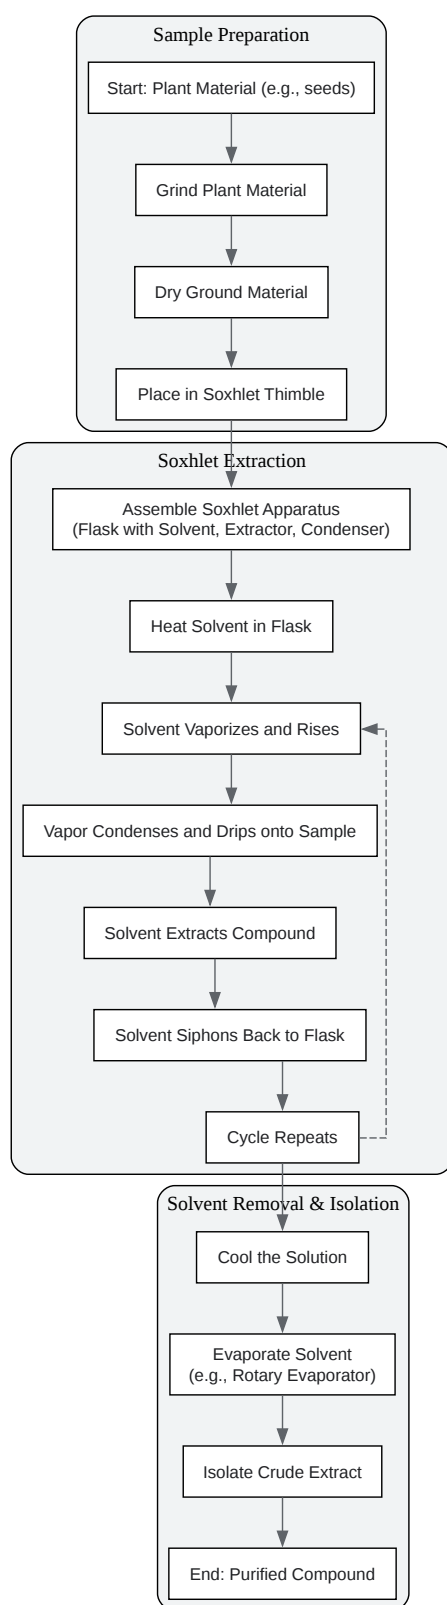 Sample Preparation
Start: Plant Material (e.g., seeds)
Grind Plant Material
Dry Ground Material
Place in Soxhlet Thimble
Soxhlet Extraction
Assemble Soxhlet Apparatus
(Flask with Solvent, Extractor, Condenser)
Heat Solvent in Flask
Solvent Vaporizes and Rises
Vapor Condenses and Drips onto Sample
Solvent Extracts Compound
Solvent Siphons Back to Flask
Cycle Repeats
Solvent Removal & Isolation
Cool the Solution
Evaporate Solvent
(e.g., Rotary Evaporator)
Isolate Crude Extract
End: Purified Compound